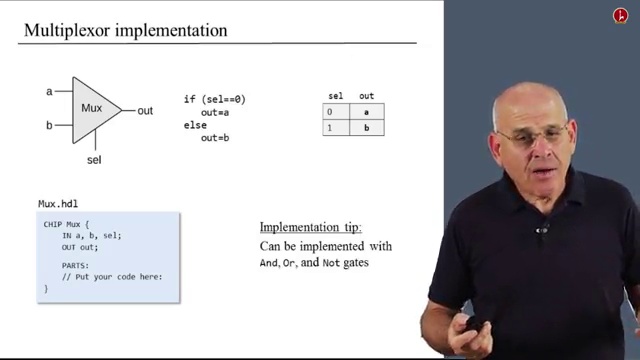 Multiplexor implementation
a
b
Mux
out
sel
if (sel==0)
out=a
else
out=b
sel out
0 a
1 b
Mux.hdl
CHIP Mux {
IN a, b, sel;
OUT out;
PARTS:
// Put your code here:
}
Implementation tip:
Can be implemented with
And, Or, and Not gates